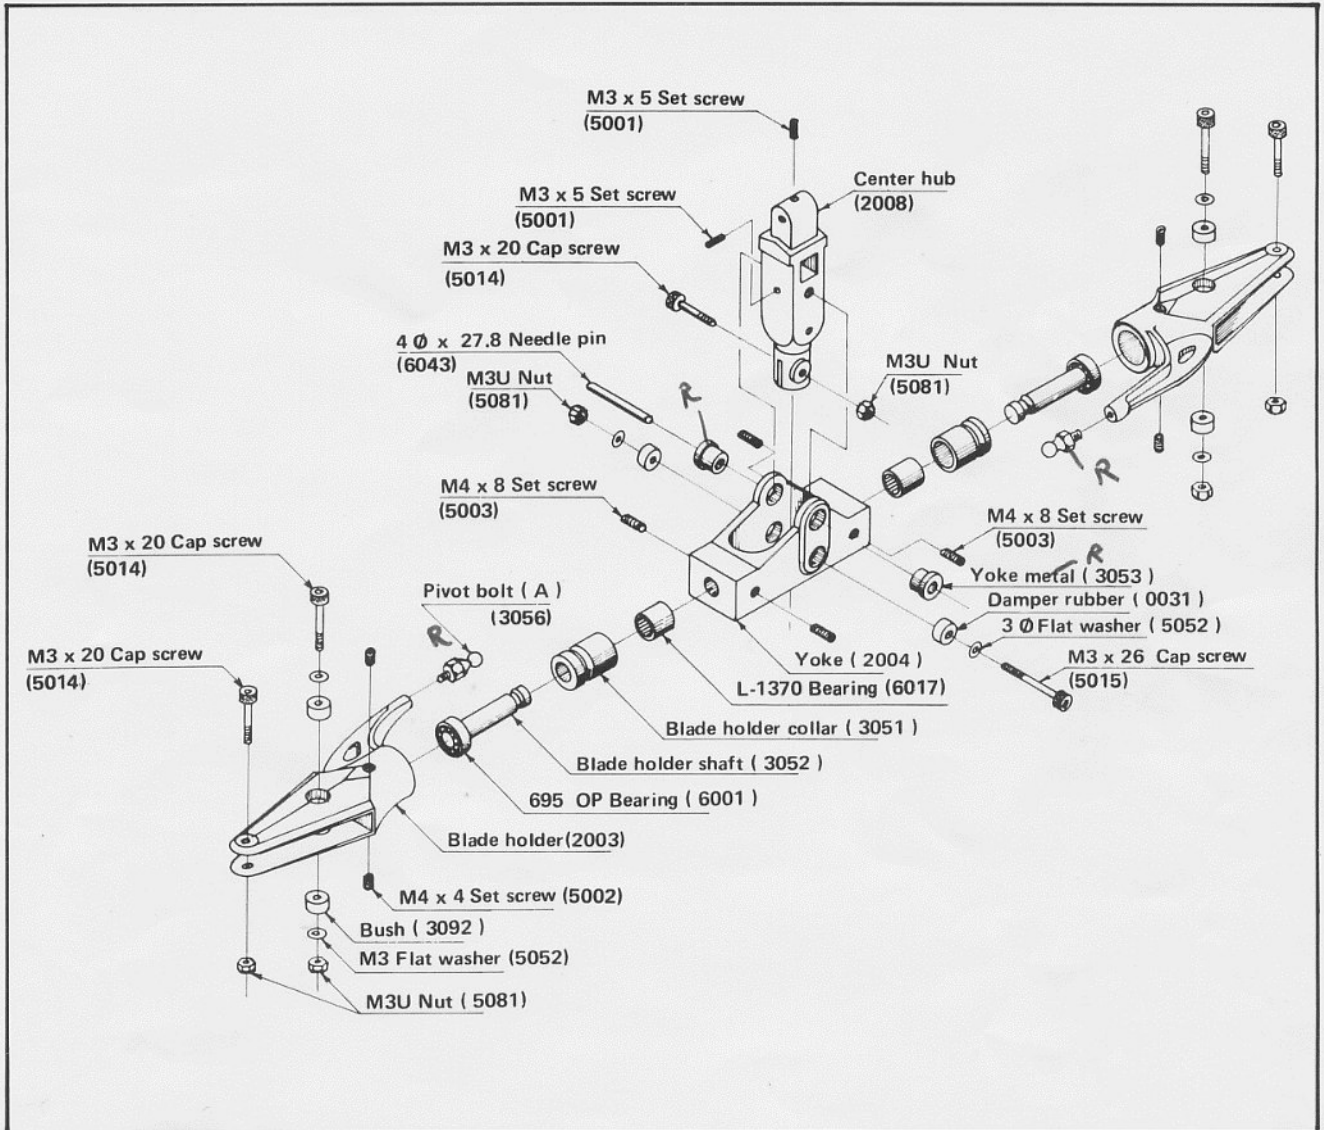 M3 x 5 Set screw
(5001)
M3 x 5 Set screw
(5001)
Center hub
(2008)
M3 x 20 Cap screw
(5014)
4 Ø x 27.8 Needle pin
(6043)
M3U Nut
(5081)
M3U Nut
(5081)
R
R
M4 x 8 Set screw
(5003)
M4 x 8 Set screw
(5003)
R
Yoke metal (3053)
Damper rubber (0031)
3 Ø Flat washer (5052)
M3 x 26 Cap screw
(5015)
M3 x 20 Cap screw
(5014)
Pivot bolt (A)
(3056)
R
M3 x 20 Cap screw
(5014)
Yoke (2004)
L-1370 Bearing (6017)
Blade holder collar (3051)
Blade holder shaft (3052)
695 OP Bearing (6001)
Blade holder(2003)
M4 x 4 Set screw (5002)
Bush (3092)
M3 Flat washer (5052)
M3U Nut (5081)